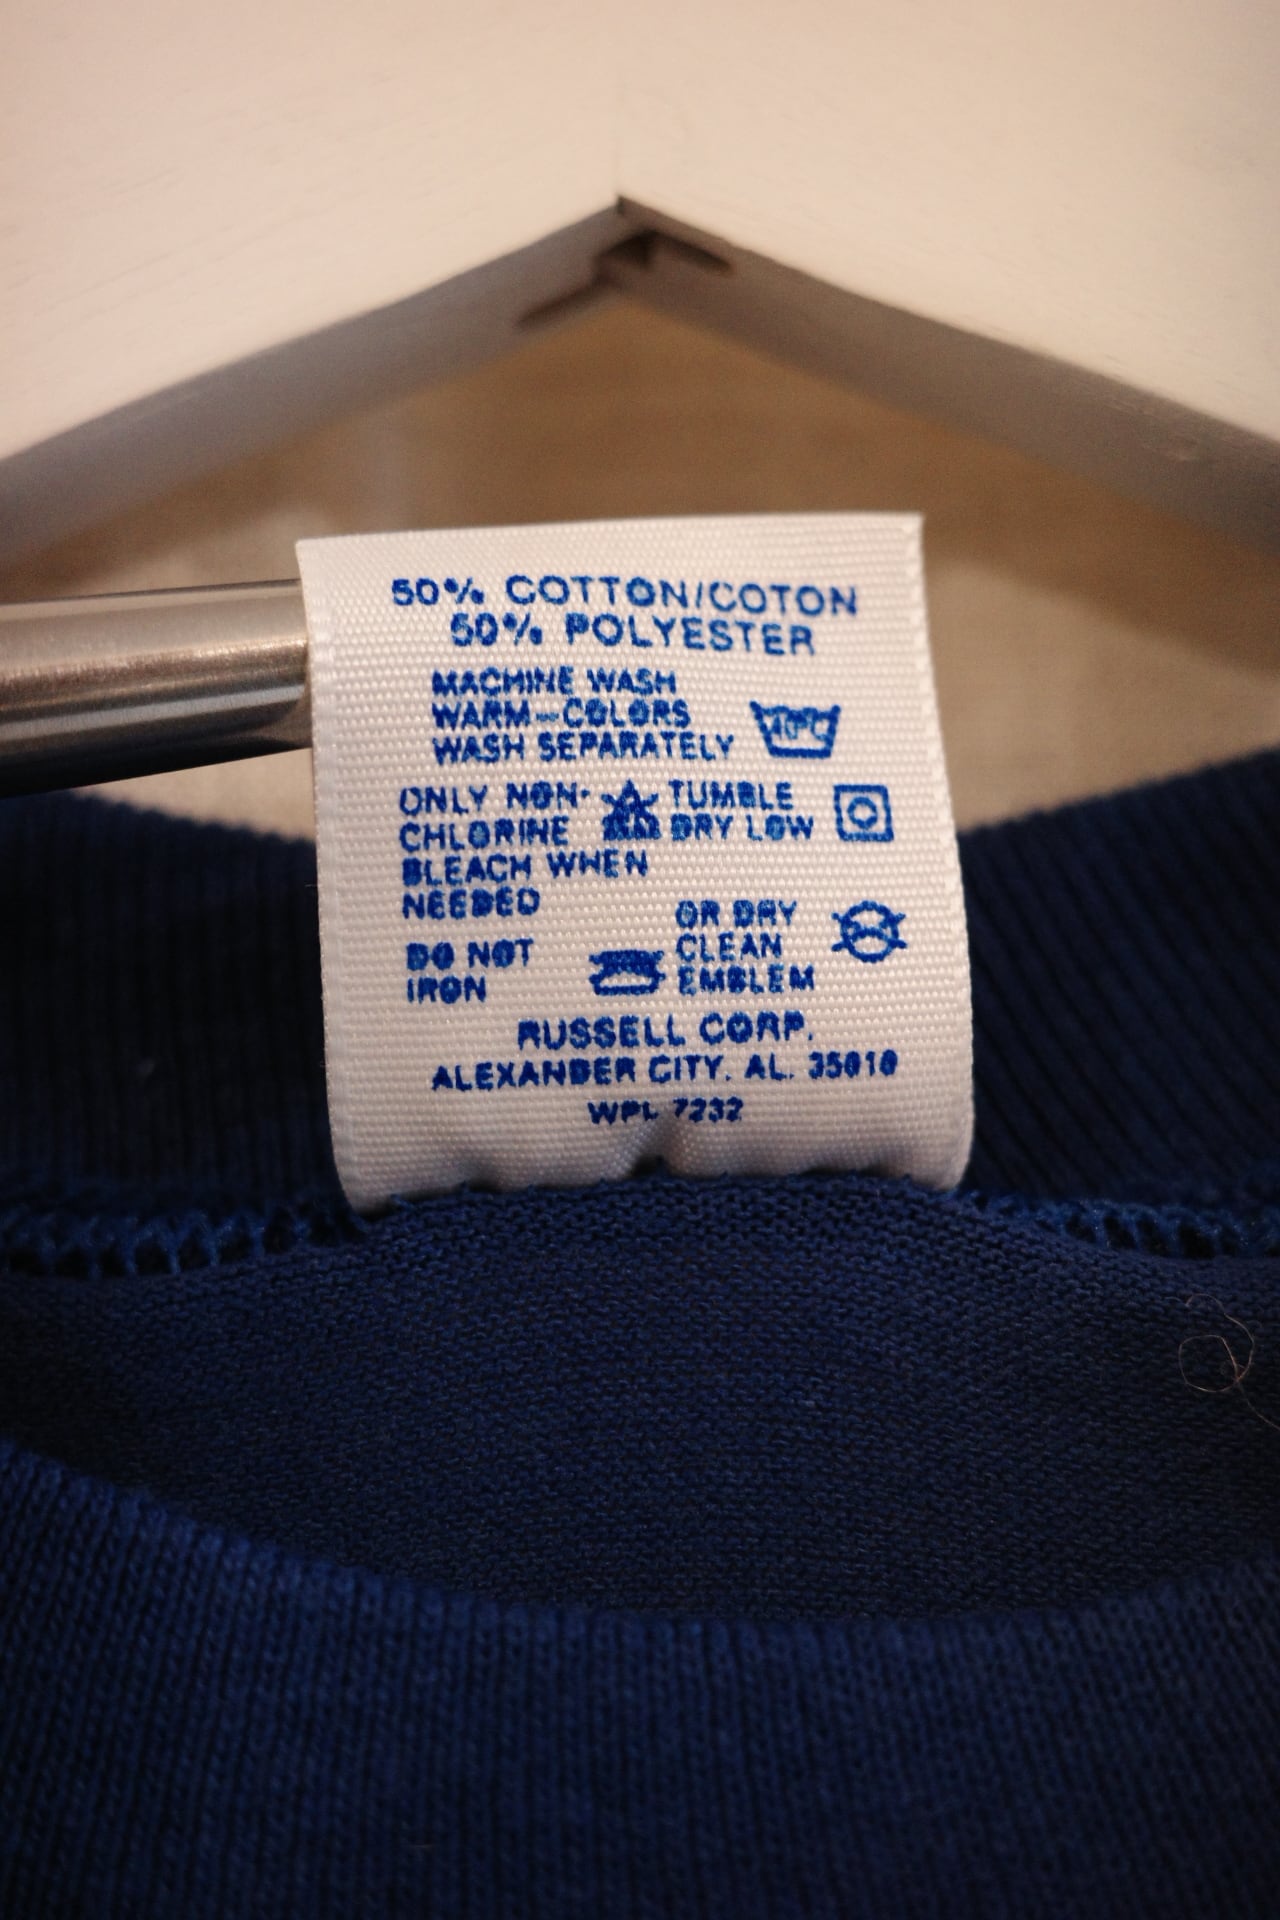 50% COTTON/COTON
50% POLYESTER
MACHINE WASH
WARM—COLORS
WASH SEPARATELY
40°C
ONLY NON-
CHLORINE
BLEACH WHEN
NEEDED
TUMBLE
DRY LOW
DO NOT
IRON
OR DRY
CLEAN
EMBLEM
RUSSELL CORP.
ALEXANDER CITY, AL. 35010
WPL 7232